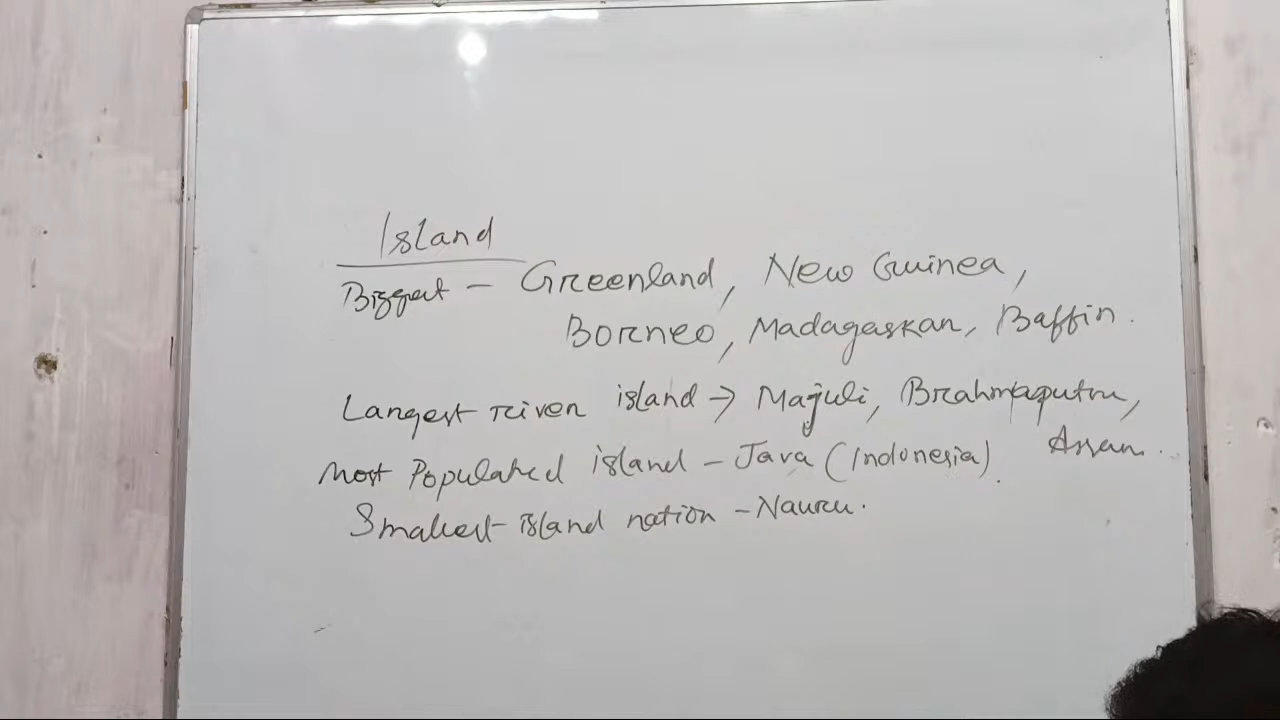 Island
Biggest - Greenland, New Guinea,
Borneo, Madagaskar, Baffin.
Largest river island → Majuli, Brahmaputra,
Assam.
Most Populated island - Java (Indonesia).
Smallest island nation - Nauru.